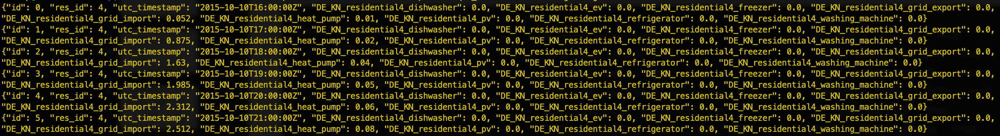 {"id": 0, "res_id": 4, "utc_timestamp": "2015-10-10T16:00:00Z", "DE_KN_residential4_dishwasher": 0.0, "DE_KN_residential4_ev": 0.0, "DE_KN_residential4_freezer": 0.0, "DE_KN_residential4_grid_export": 0.0,
"DE_KN_residential4_grid_import": 0.052, "DE_KN_residential4_heat_pump": 0.01, "DE_KN_residential4_pv": 0.0, "DE_KN_residential4_refrigerator": 0.0, "DE_KN_residential4_washing_machine": 0.0}
{"id": 1, "res_id": 4, "utc_timestamp": "2015-10-10T17:00:00Z", "DE_KN_residential4_dishwasher": 0.0, "DE_KN_residential4_ev": 0.0, "DE_KN_residential4_freezer": 0.0, "DE_KN_residential4_grid_export": 0.0,
"DE_KN_residential4_grid_import": 0.875, "DE_KN_residential4_heat_pump": 0.02, "DE_KN_residential4_pv": 0.0, "DE_KN_residential4_refrigerator": 0.0, "DE_KN_residential4_washing_machine": 0.0}
{"id": 2, "res_id": 4, "utc_timestamp": "2015-10-10T18:00:00Z", "DE_KN_residential4_dishwasher": 0.0, "DE_KN_residential4_ev": 0.0, "DE_KN_residential4_freezer": 0.0, "DE_KN_residential4_grid_export": 0.0,
"DE_KN_residential4_grid_import": 1.63, "DE_KN_residential4_heat_pump": 0.04, "DE_KN_residential4_pv": 0.0, "DE_KN_residential4_refrigerator": 0.0, "DE_KN_residential4_washing_machine": 0.0}
{"id": 3, "res_id": 4, "utc_timestamp": "2015-10-10T19:00:00Z", "DE_KN_residential4_dishwasher": 0.0, "DE_KN_residential4_ev": 0.0, "DE_KN_residential4_freezer": 0.0, "DE_KN_residential4_grid_export": 0.0,
"DE_KN_residential4_grid_import": 1.985, "DE_KN_residential4_heat_pump": 0.05, "DE_KN_residential4_pv": 0.0, "DE_KN_residential4_refrigerator": 0.0, "DE_KN_residential4_washing_machine": 0.0}
{"id": 4, "res_id": 4, "utc_timestamp": "2015-10-10T20:00:00Z", "DE_KN_residential4_dishwasher": 0.0, "DE_KN_residential4_ev": 0.0, "DE_KN_residential4_freezer": 0.0, "DE_KN_residential4_grid_export": 0.0,
"DE_KN_residential4_grid_import": 2.312, "DE_KN_residential4_heat_pump": 0.06, "DE_KN_residential4_pv": 0.0, "DE_KN_residential4_refrigerator": 0.0, "DE_KN_residential4_washing_machine": 0.0}
{"id": 5, "res_id": 4, "utc_timestamp": "2015-10-10T21:00:00Z", "DE_KN_residential4_dishwasher": 0.0, "DE_KN_residential4_ev": 0.0, "DE_KN_residential4_freezer": 0.0, "DE_KN_residential4_grid_export": 0.0,
"DE_KN_residential4_grid_import": 2.512, "DE_KN_residential4_heat_pump": 0.08, "DE_KN_residential4_pv": 0.0, "DE_KN_residential4_refrigerator": 0.0, "DE_KN_residential4_washing_machine": 0.0}